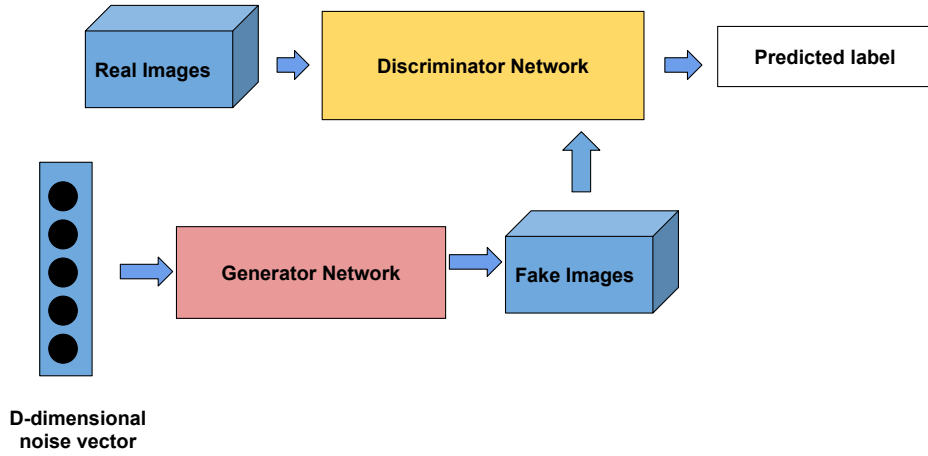 Real Images
Discriminator Network
Predicted label
Generator Network
Fake Images
D-dimensional
noise vector